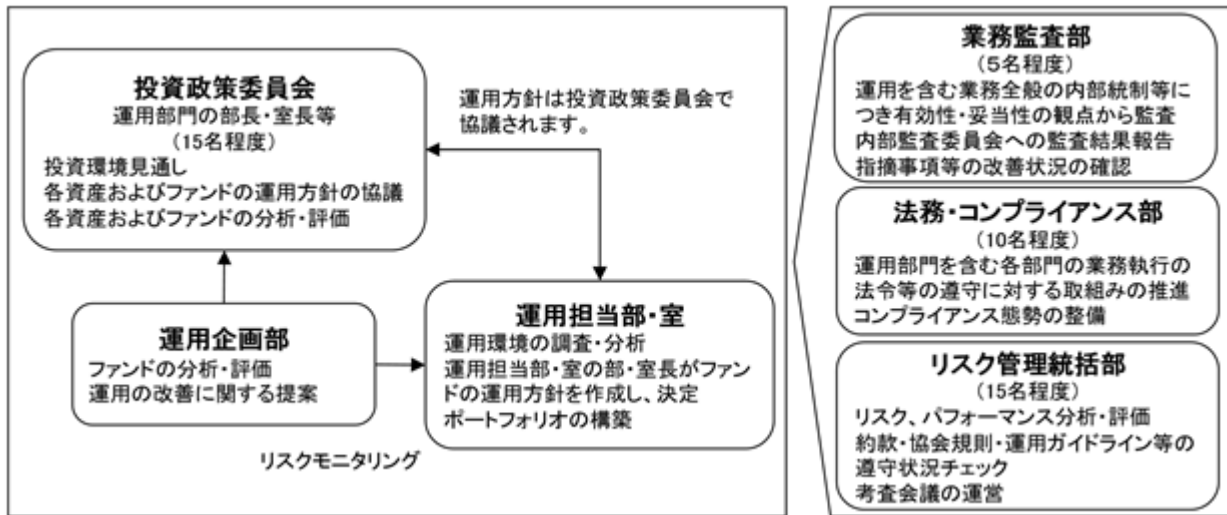 投資政策委員会
運用部門の部長・室長等
(15名程度)
投資環境見通し
各資産およびファンドの運用方針の協議
各資産およびファンドの分析・評価
運用方針は投資政策委員会で
協議されます。
運用企画部
ファンドの分析・評価
運用の改善に関する提案
運用担当部・室
運用環境の調査・分析
運用担当部・室の部・室長がファン
ドの運用方針を作成し、決定
ポートフォリオの構築
リスクモニタリング
業務監査部
(5名程度)
運用を含む業務全般の内部統制等に
つき有効性・妥当性の観点から監査
内部監査委員会への監査結果報告
指摘事項等の改善状況の確認
法務・コンプライアンス部
(10名程度)
運用部門を含む各部門の業務執行の
法令等の遵守に対する取組みの推進
コンプライアンス態勢の整備
リスク管理統括部
(15名程度)
リスク、パフォーマンス分析・評価
約款・協会規則・運用ガイドライン等の
遵守状況チェック
考査会議の運営